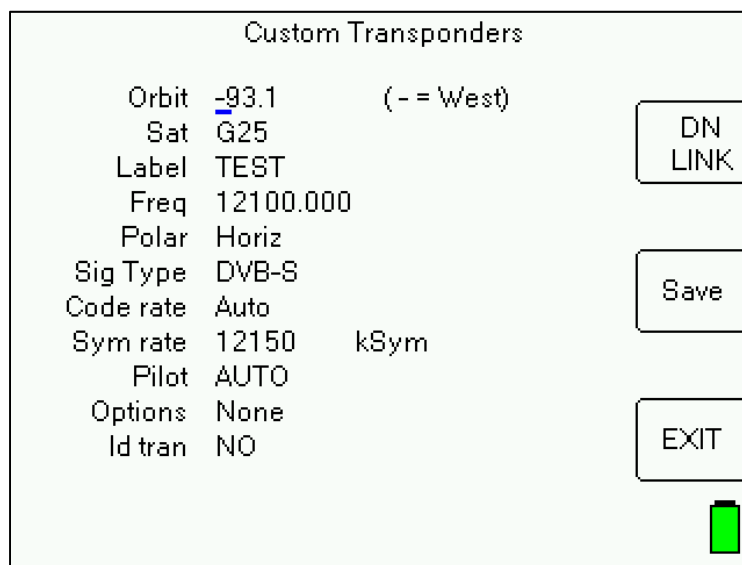 Custom Transponders
Orbit -93.1 ( - = West)
Sat G25
Label TEST
Freq 12100.000
Polar Horiz
Sig Type DVB-S
Code rate Auto
Sym rate 12150 kSym
Pilot AUTO
Options None
Id tran NO
DN
LINK
Save
EXIT